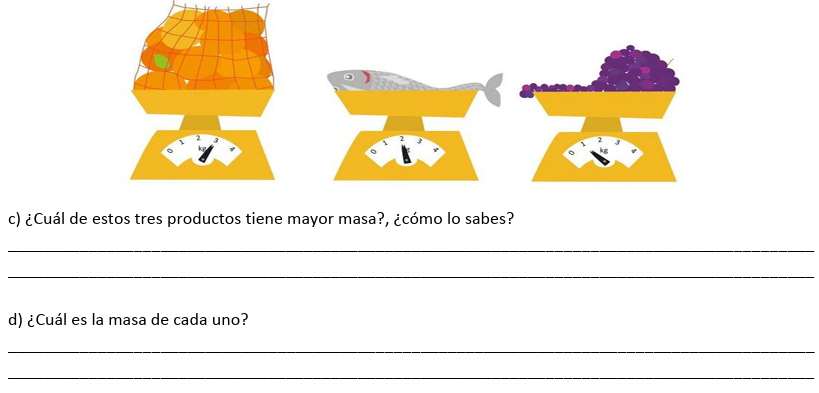 0 1 2 3 4
kg
0 1 2 3 4
kg
0 1 2 3 4
kg
c) ¿Cuál de estos tres productos tiene mayor masa?, ¿cómo lo sabes?
d) ¿Cuál es la masa de cada uno?